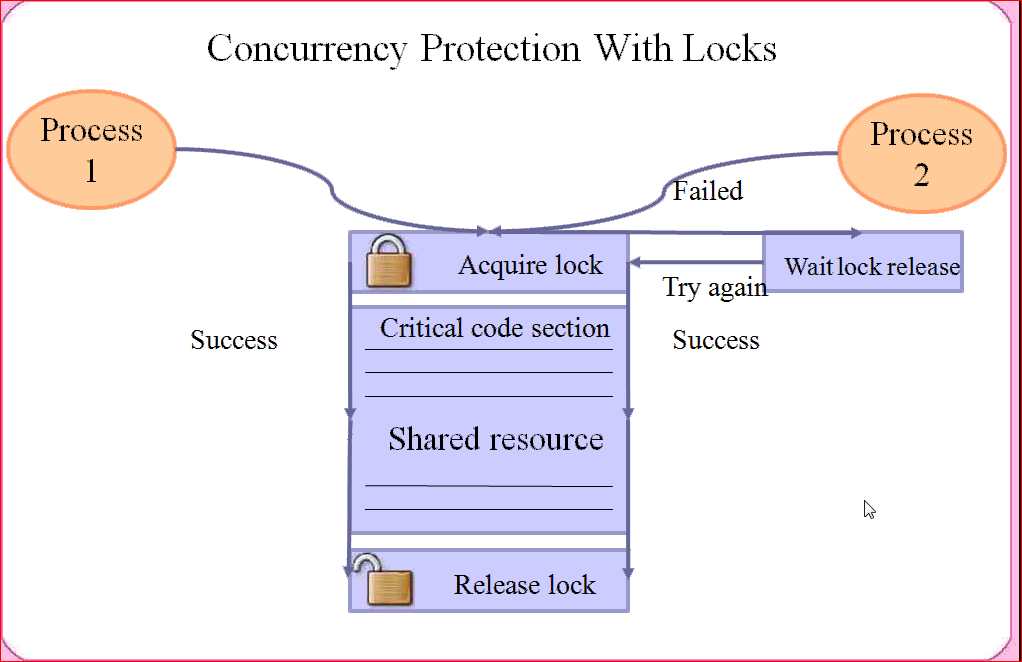 Concurrency Protection With Locks
Process
1
Process
2
Failed
Acquire lock
Wait lock release
Try again
Critical code section
Success
Success
Shared resource
Release lock